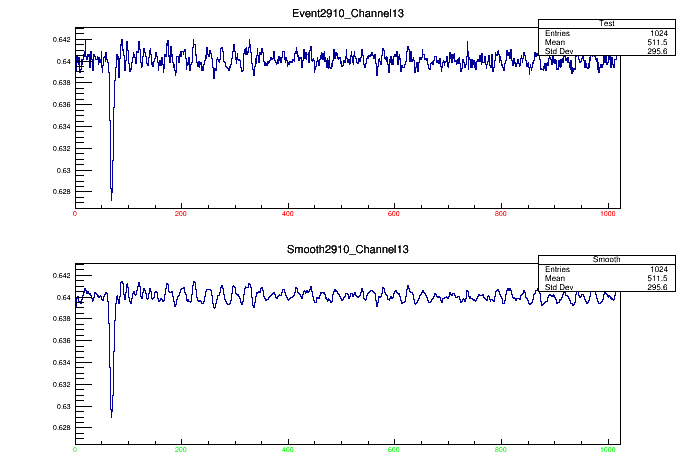 Event2910_Channel13
Test
Entries 1024
Mean 511.5
Std Dev 295.6
0.642
0.64
0.638
0.636
0.634
0.632
0.63
0.628
0 200 400 600 800 1000
Smooth2910_Channel13
Smooth
Entries 1024
Mean 511.5
Std Dev 295.6
0.642
0.64
0.638
0.636
0.634
0.632
0.63
0.628
0 200 400 600 800 1000